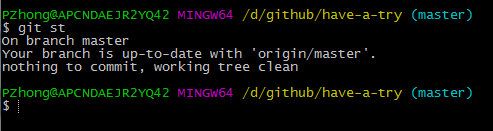 PZhong@APCNDAEJR2YQ42 MINGW64 /d/github/have-a-try (master)
$ git st
On branch master
Your branch is up-to-date with 'origin/master'.
nothing to commit, working tree clean
PZhong@APCNDAEJR2YQ42 MINGW64 /d/github/have-a-try (master)
$